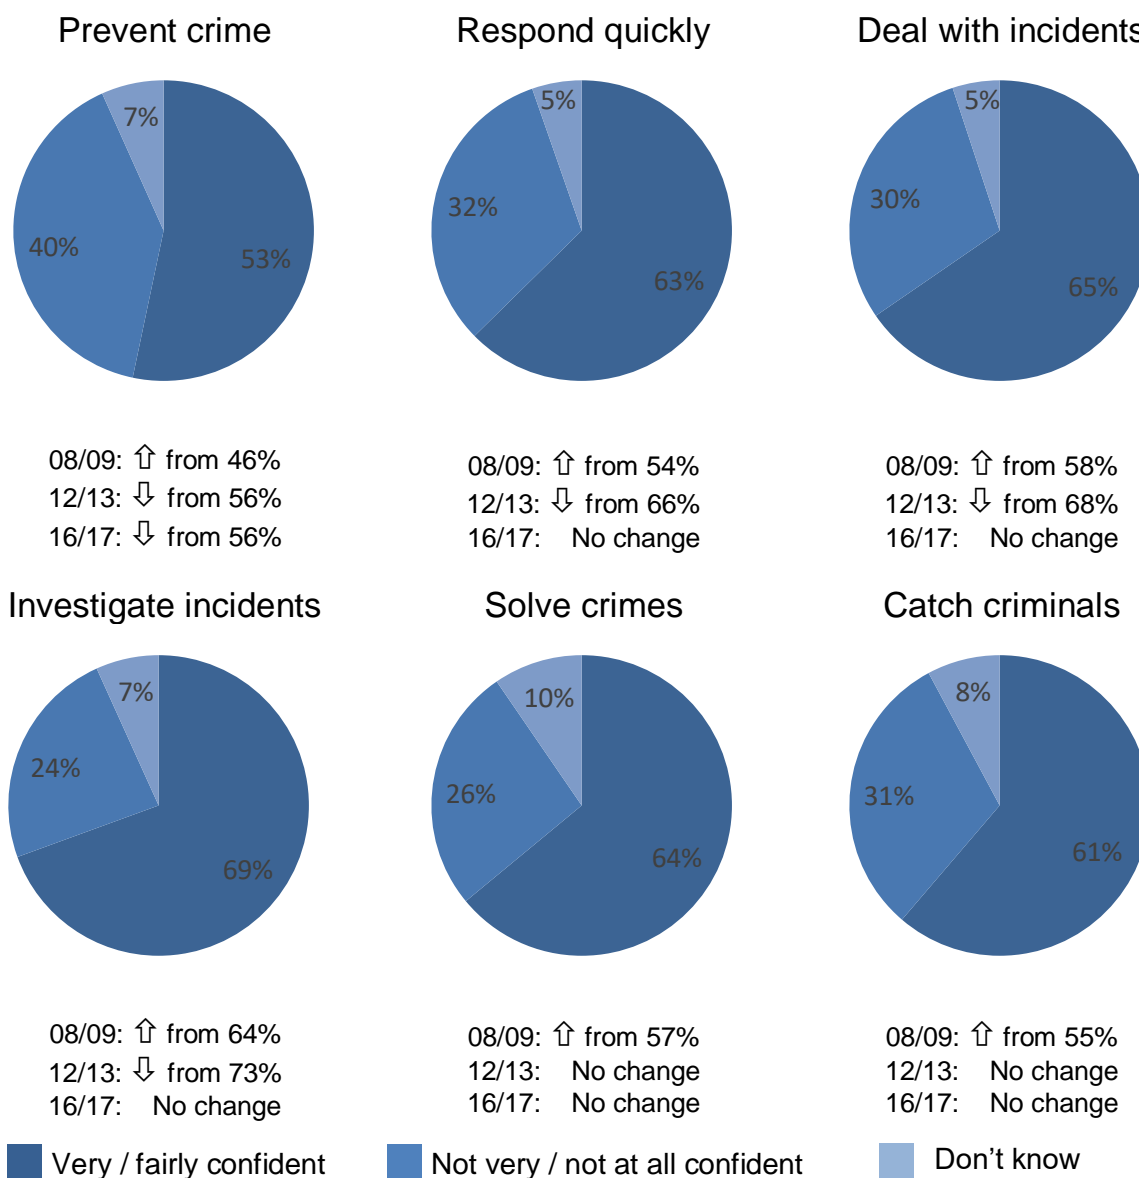 Prevent crime
Respond quickly
Deal with incidents
7%
40%
53%
5%
32%
63%
5%
30%
65%
08/09: ⇧ from 46%
12/13: ⇩ from 56%
16/17: ⇩ from 56%
08/09: ⇧ from 54%
12/13: ⇩ from 66%
16/17: No change
08/09: ⇧ from 58%
12/13: ⇩ from 68%
16/17: No change
Investigate incidents
Solve crimes
Catch criminals
7%
24%
69%
10%
26%
64%
8%
31%
61%
08/09: ⇧ from 64%
12/13: ⇩ from 73%
16/17: No change
08/09: ⇧ from 57%
12/13: No change
16/17: No change
08/09: ⇧ from 55%
12/13: No change
16/17: No change
Very / fairly confident
Not very / not at all confident
Don't know